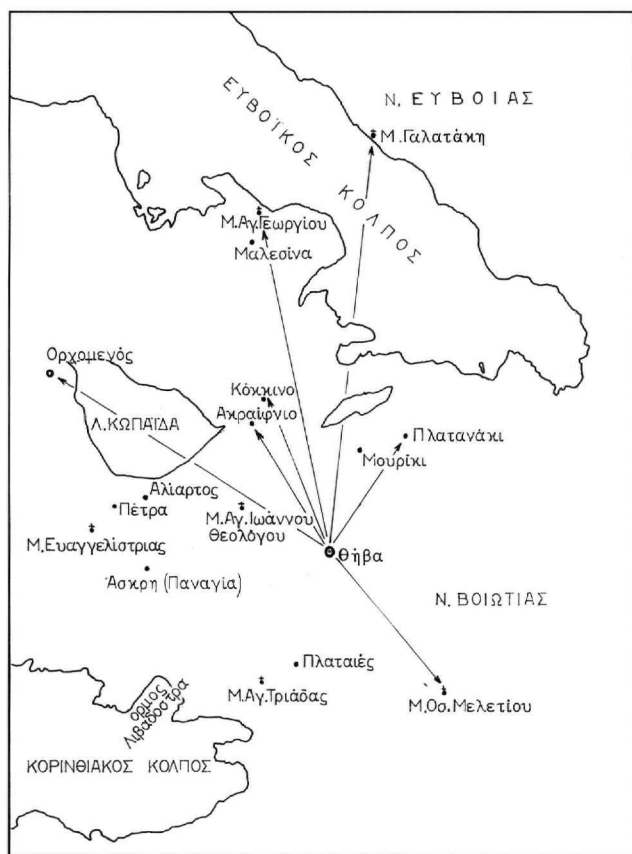 Ν. ΕΥΒΟΙΑΣ
ΕΥΒΟΪΚΟΣ ΚΟΛΠΟΣ
Μ.Γαλατάκη
Μ.Αγ.Γεωργίου
Μαλεσίνα
Ορχομενός
Λ.ΚΩΠΑΪΔΑ
Κόκκινο
Ακραίφνιο
Πλατανάκι
Μουρίκι
Αλίαρτος
Πέτρα
Μ.Αγ.Ιωάννου
Θεολόγου
Μ.Ευαγγελίστριας
Θήβα
Άσκρη (Παναγία)
Ν. ΒΟΙΩΤΙΑΣ
Πλαταιές
Μ.Αγ.Τριάδας
Μ.Οσ.Μελετίου
Όρμος
Λιβαδόστρα
ΚΟΡΙΝΘΙΑΚΟΣ ΚΟΛΠΟΣ